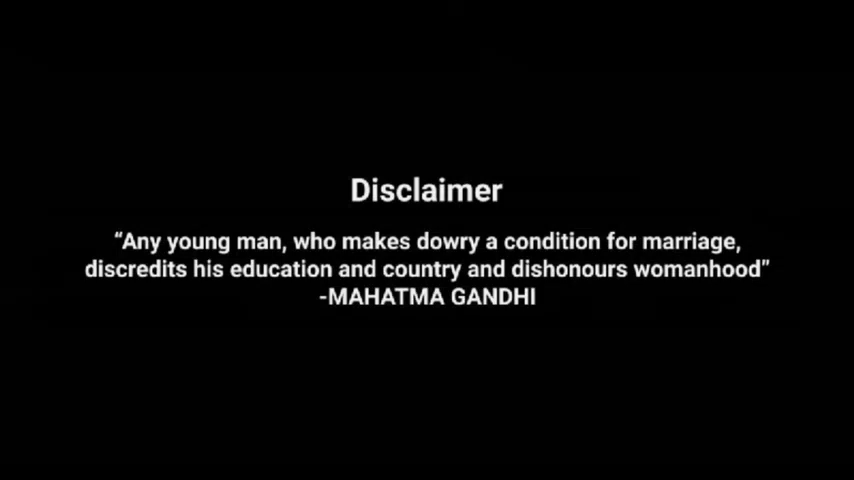 Disclaimer
“Any young man, who makes dowry a condition for marriage,
discredits his education and country and dishonours womanhood”
-MAHATMA GANDHI